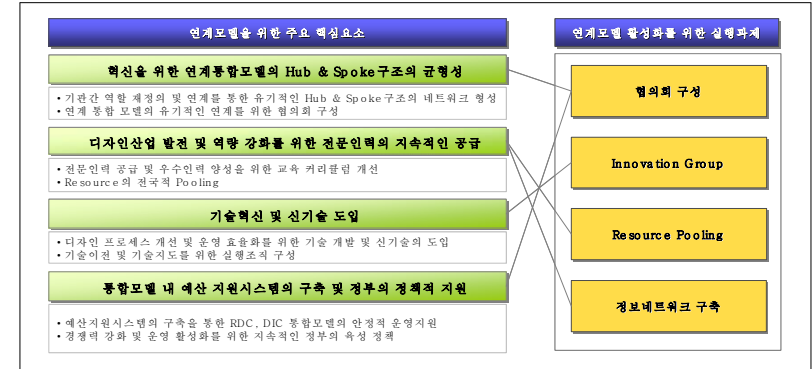 연계모델을 위한 주요 핵심요소
연계모델 활성화를 위한 실행과제
혁신을 위한 연계통합모델의 Hub & Spoke구조의 균형성
• 기관간 역할 재정의 및 연계를 통한 유기적인 Hub & Spoke구조의 네트워크 형성
• 연계 통합 모델의 유기적인 연계를 위한 협의회 구성
디자인산업 발전 및 역량 강화를 위한 전문인력의 지속적인 공급
• 전문인력 공급 및 우수인력 양성을 위한 교육 커리큘럼 개선
• Resource의 전국적 Pooling
기술혁신 및 신기술 도입
• 디자인 프로세스 개선 및 운영 효율화를 위한 기술 개발 및 신기술의 도입
• 기술이전 및 기술지도를 위한 실행조직 구성
통합모델 내 예산 지원시스템의 구축 및 정부의 정책적 지원
• 예산지원시스템의 구축을 통한 RDC, DIC 통합모델의 안정적 운영지원
• 경쟁력 강화 및 운영 활성화를 위한 지속적인 정부의 육성 정책
협의회 구성
Innovation Group
Resource Pooling
정보네트워크 구축